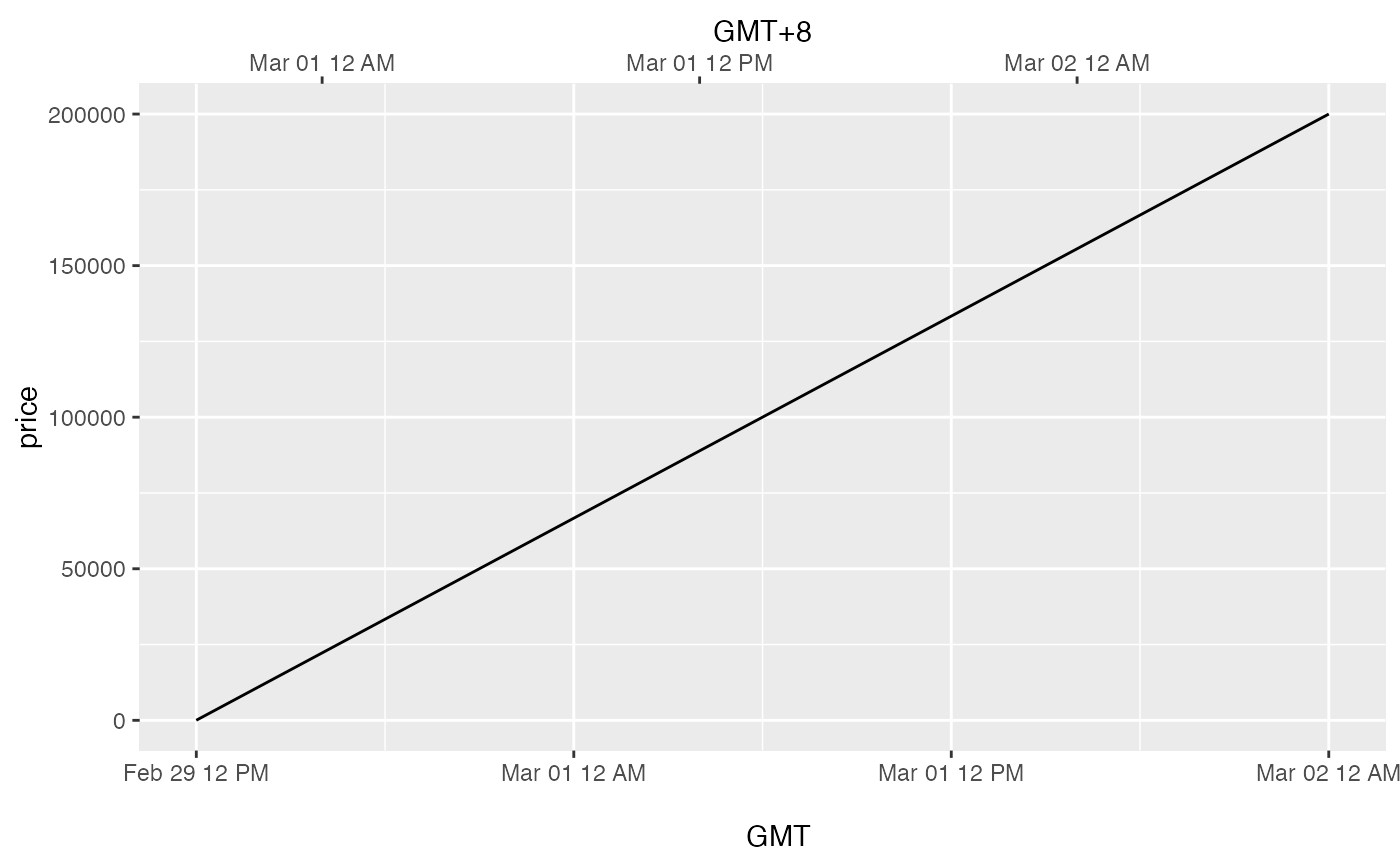 GMT+8
Mar 01 12 AM
Mar 01 12 PM
Mar 02 12 AM
200000
150000
100000
50000
0
price
Feb 29 12 PM
Mar 01 12 AM
Mar 01 12 PM
Mar 02 12 AM
GMT